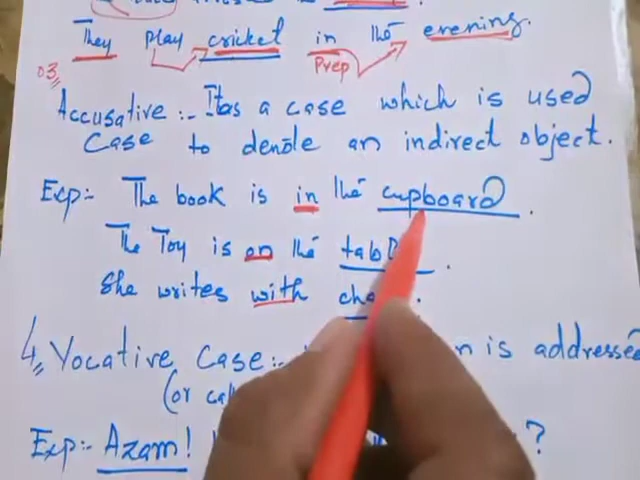 They play cricket in the evening.
Prep
03,
Accusative :- Itas a case which is used
Case to denote an indirect object.
Exp:- The book is in the cupboard.
The Toy is on the
She writes with
4, Vocative Case:- is addressed
(or
Exp:- Azam! ?